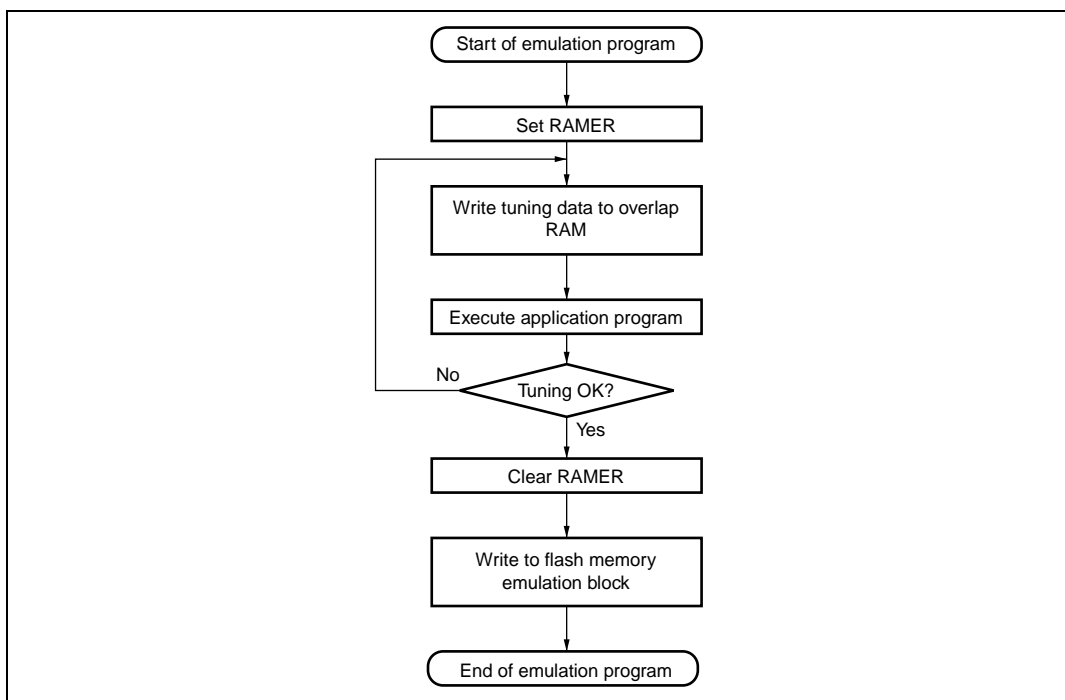 Start of emulation program
Set RAMER
Write tuning data to overlap
RAM
Execute application program
No
Tuning OK?
Yes
Clear RAMER
Write to flash memory
emulation block
End of emulation program